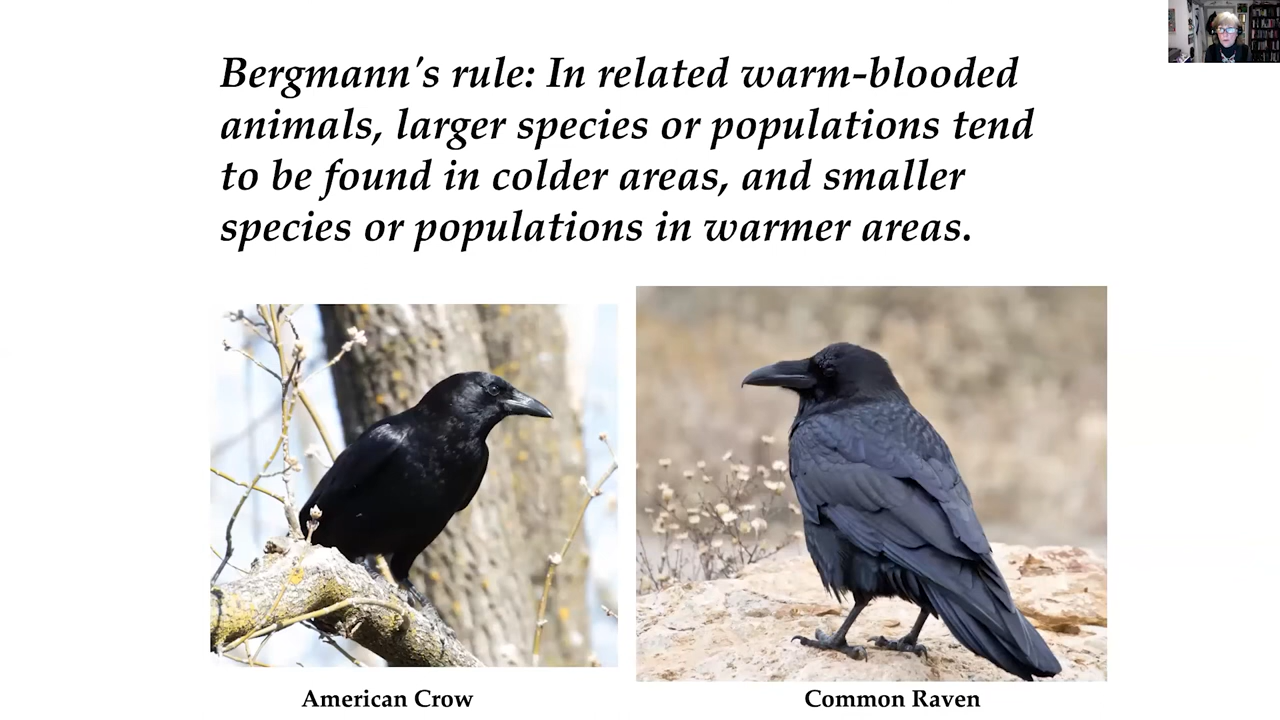 Bergmann's rule: In related warm-blooded
animals, larger species or populations tend
to be found in colder areas, and smaller
species or populations in warmer areas.
American Crow
Common Raven